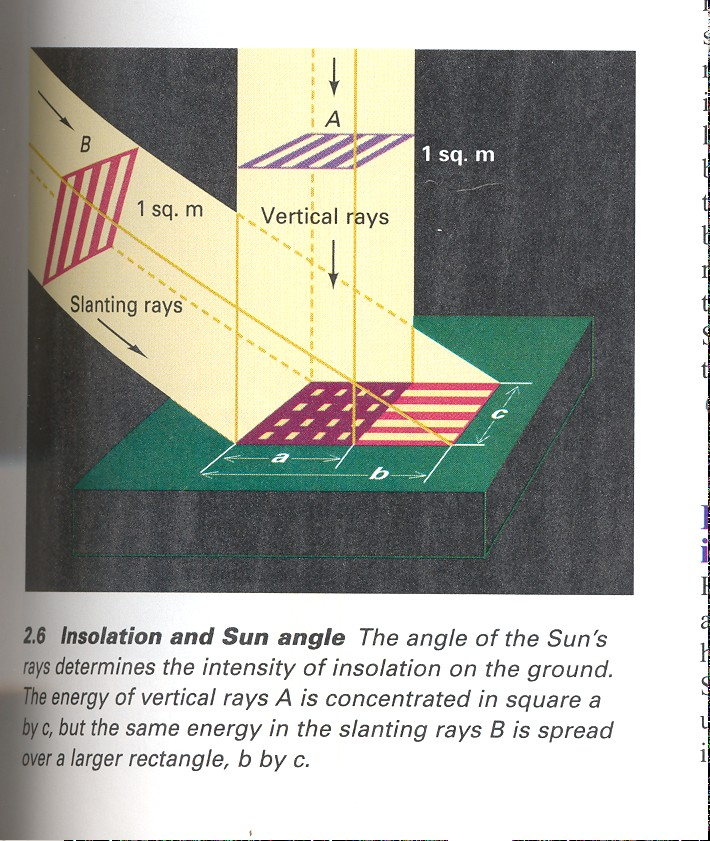 A
B
1 sq. m
1 sq. m
Vertical rays
Slanting rays
c
a
b
2.6 Insolation and Sun angle The angle of the Sun's
rays determines the intensity of insolation on the ground.
The energy of vertical rays A is concentrated in square a
by c, but the same energy in the slanting rays B is spread
over a larger rectangle, b by c.